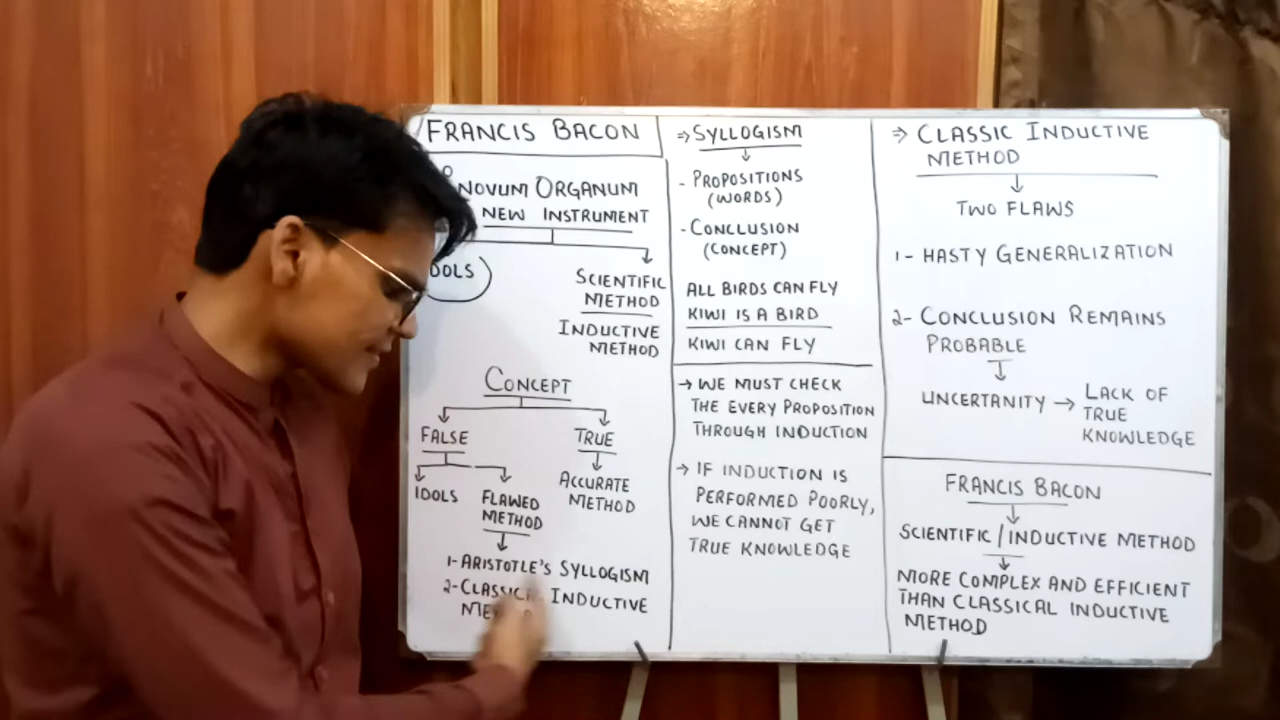 FRANCIS BACON
NOVUM ORGANUM
NEW INSTRUMENT
SCIENTIFIC
METHOD
INDUCTIVE
METHOD
CONCEPT
FALSE
TRUE
IDOLS
FLAWED
METHOD
ACCURATE
METHOD
1-ARISTOTLE'S SYLLOGISM
2-CLASSICAL INDUCTIVE
⇒ SYLLOGISM
- PROPOSITIONS
(WORDS)
- CONCLUSION
(CONCEPT)
ALL BIRDS CAN FLY
KIWI IS A BIRD
KIWI CAN FLY
→ WE MUST CHECK
THE EVERY PROPOSITION
THROUGH INDUCTION
→ IF INDUCTION IS
PERFORMED POORLY,
WE CANNOT GET
TRUE KNOWLEDGE
⇒ CLASSIC INDUCTIVE
METHOD
TWO FLAWS
1- HASTY GENERALIZATION
2- CONCLUSION REMAINS
PROBABLE
UNCERTANITY → LACK OF
TRUE
KNOWLEDGE
FRANCIS BACON
SCIENTIFIC/INDUCTIVE METHOD
MORE COMPLEX AND EFFICIENT
THAN CLASSICAL INDUCTIVE
METHOD